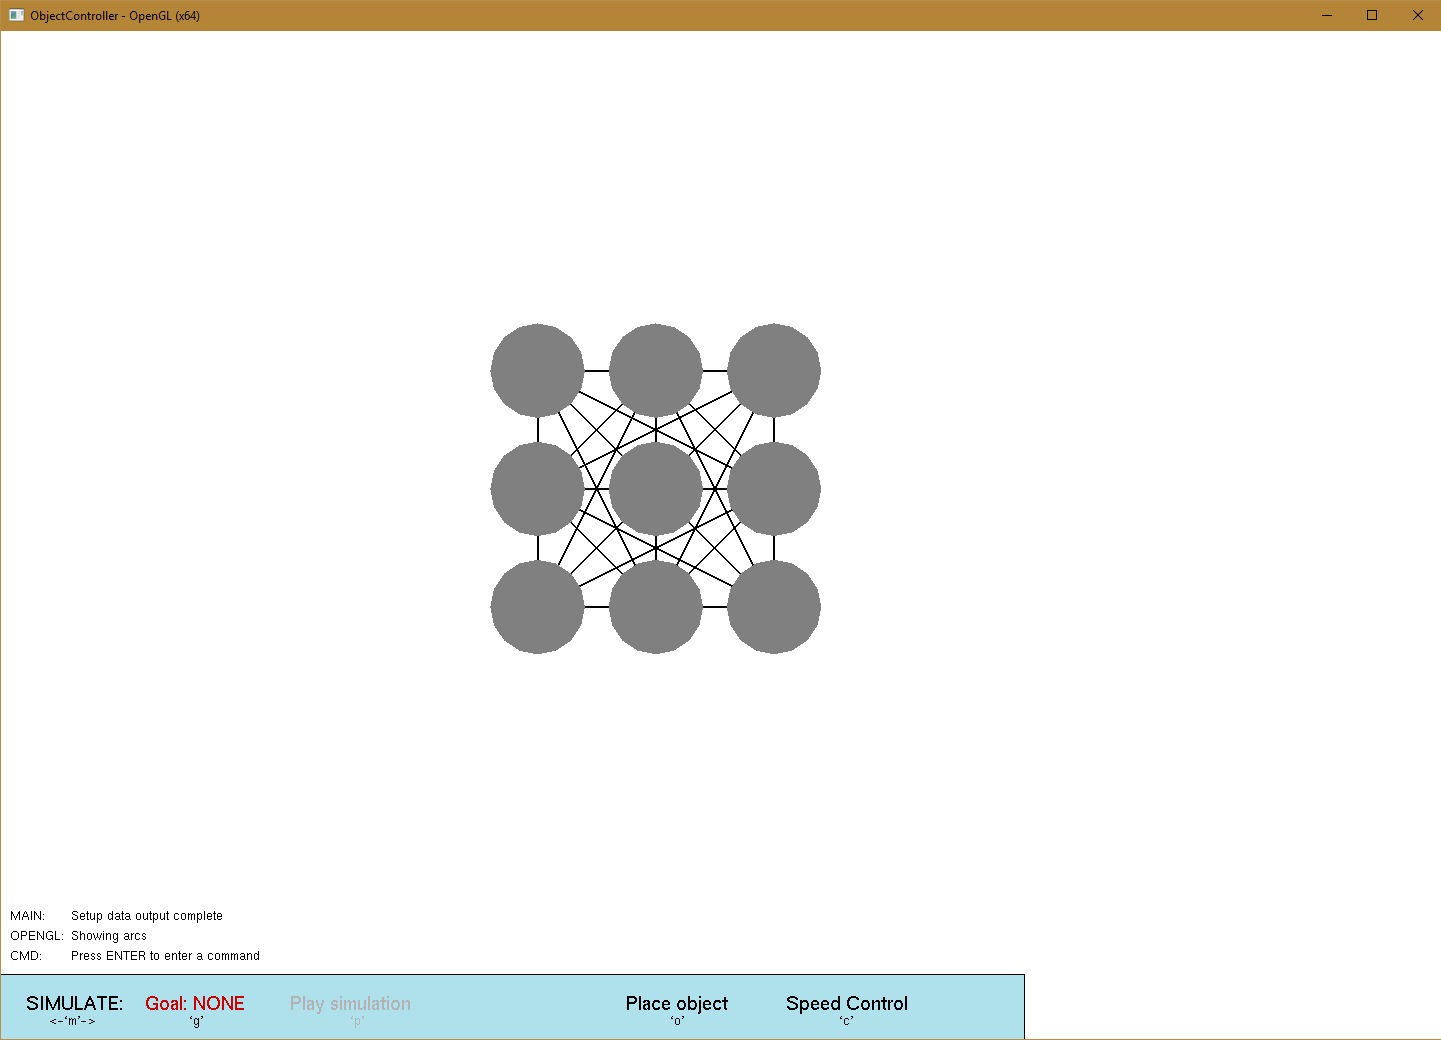 ObjectController - OpenGL (x64)
MAIN: Setup data output complete
OPENGL: Showing arcs
CMD: Press ENTER to enter a command
SIMULATE: Goal: NONE Play simulation Place object Speed Control
<-‘m’-> ‘g’ ‘p’ ‘o’ ‘c’